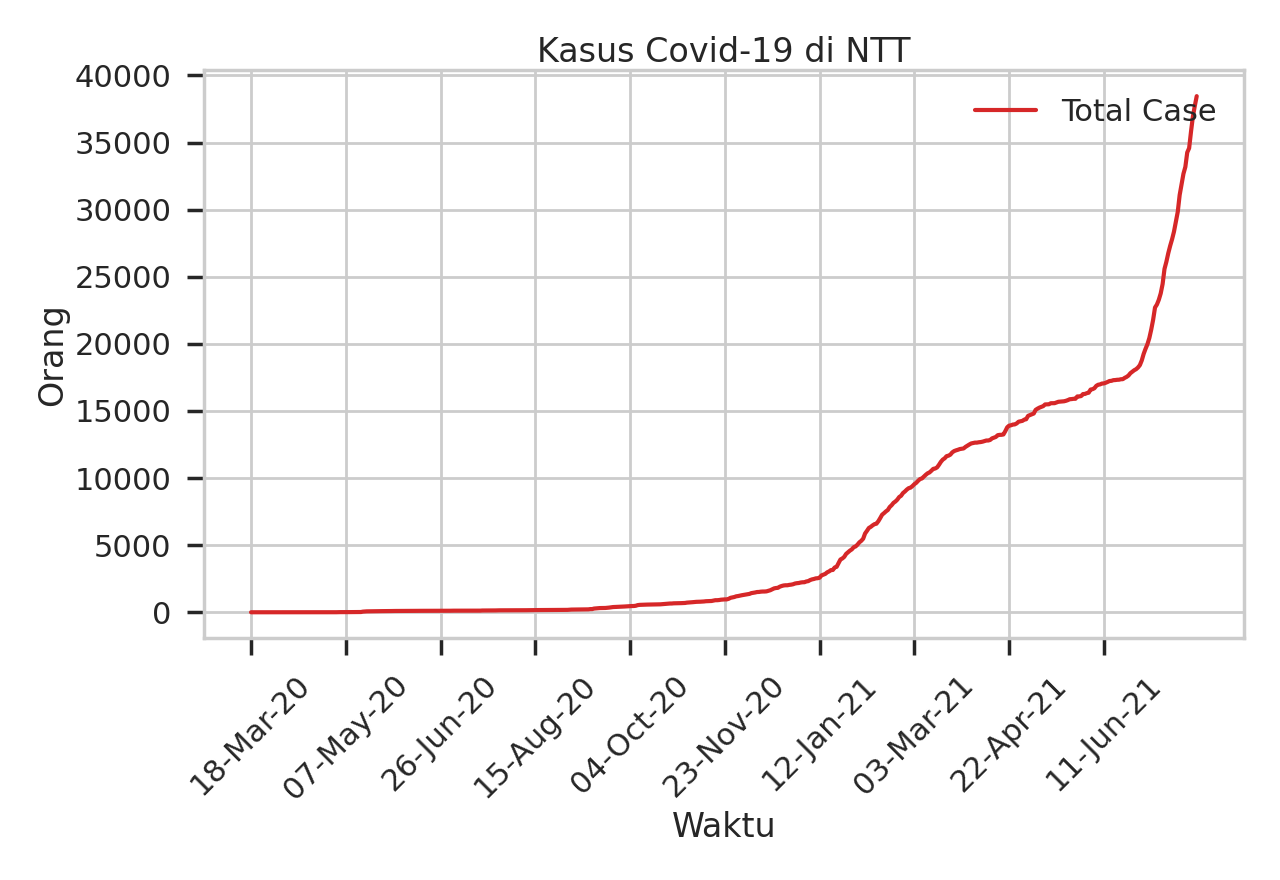 Kasus Covid-19 di NTT
Total Case
Orang
40000
35000
30000
25000
20000
15000
10000
5000
0
18-Mar-20
07-May-20
26-Jun-20
15-Aug-20
04-Oct-20
23-Nov-20
12-Jan-21
03-Mar-21
22-Apr-21
11-Jun-21
Waktu